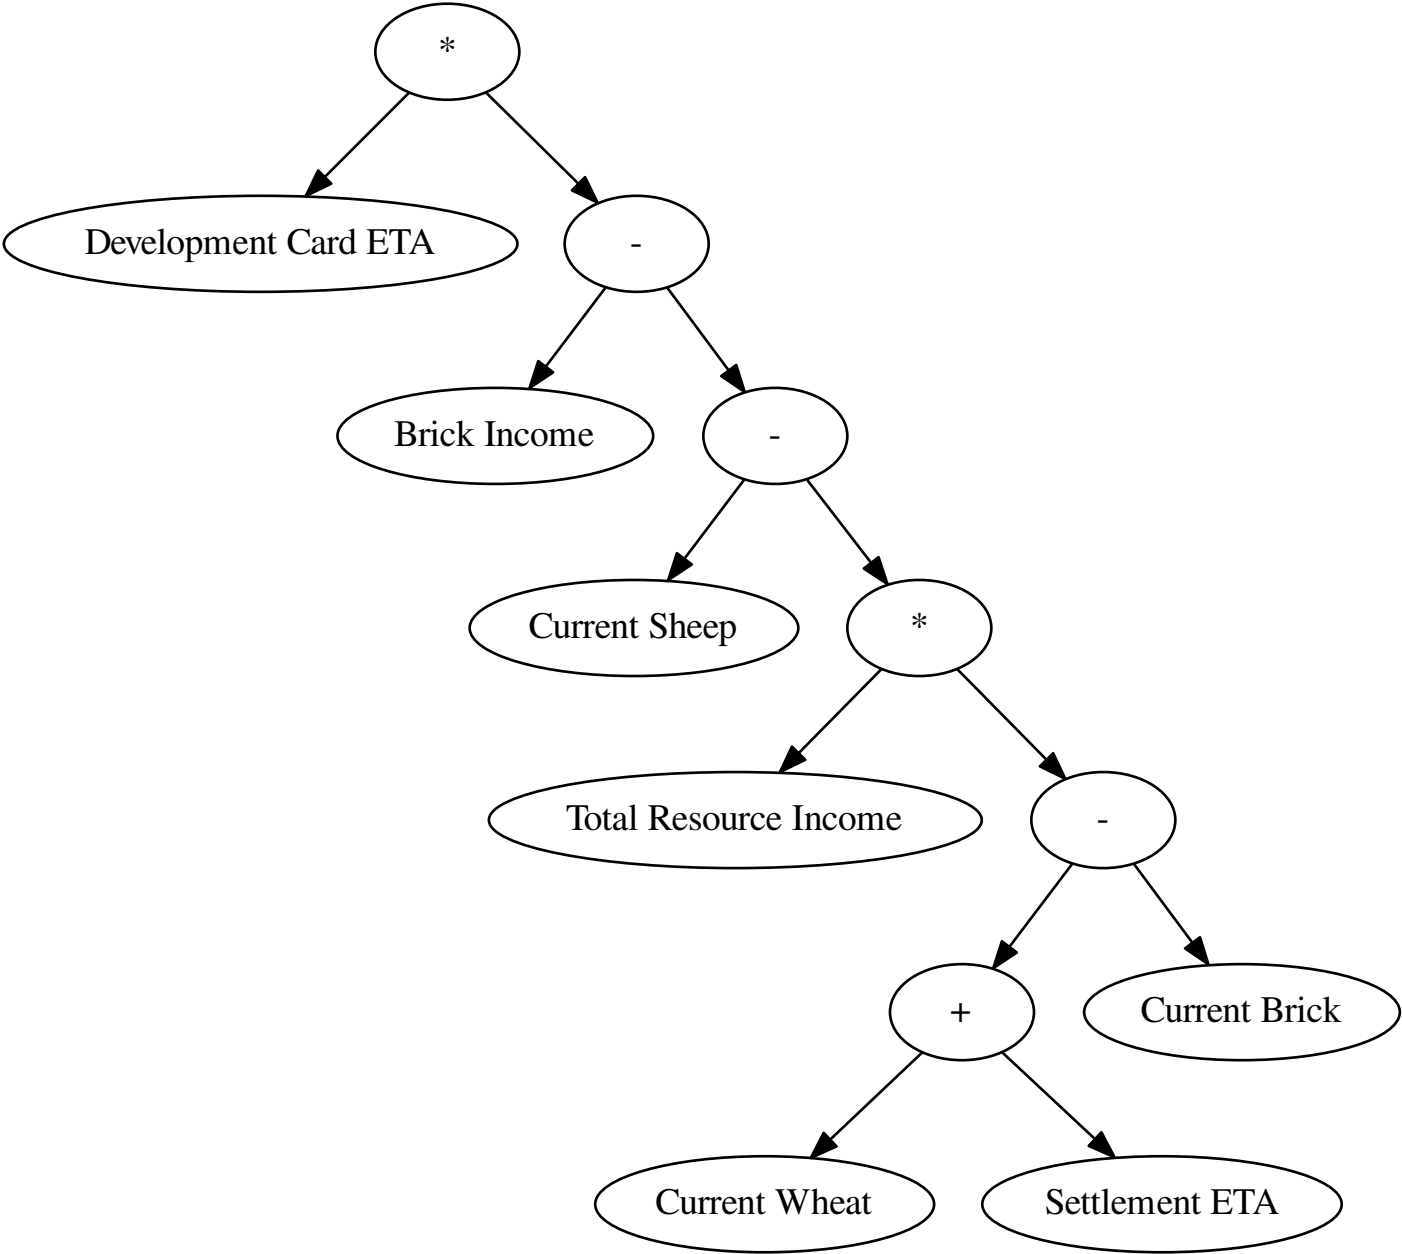 *
Development Card ETA
-
Brick Income
-
Current Sheep
*
Total Resource Income
-
+
Current Brick
Current Wheat
Settlement ETA